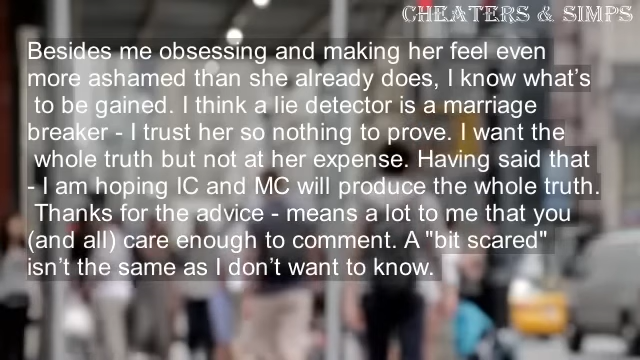 CHEATERS & SIMPS
Besides me obsessing and making her feel even
more ashamed than she already does, I know what's
to be gained. I think a lie detector is a marriage
breaker - I trust her so nothing to prove. I want the
whole truth but not at her expense. Having said that
- I am hoping IC and MC will produce the whole truth.
Thanks for the advice - means a lot to me that you
(and all) care enough to comment. A "bit scared"
isn't the same as I don't want to know.